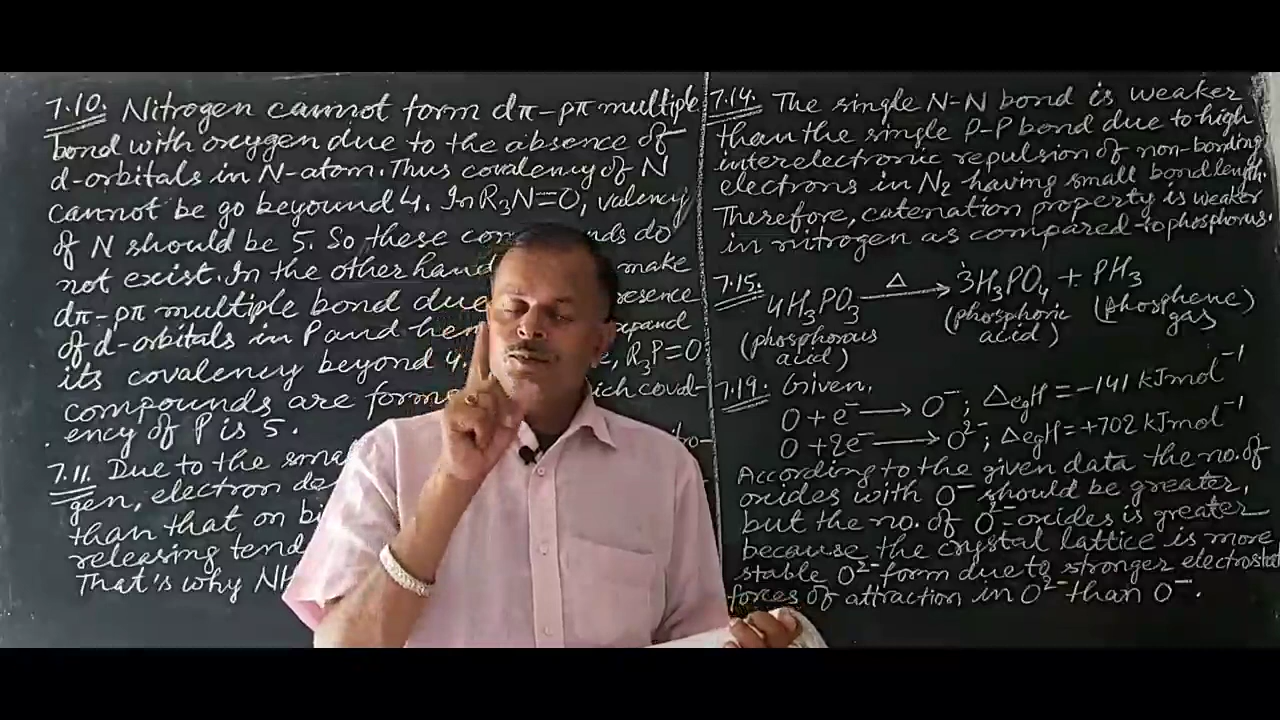 7.10. Nitrogen cannot form dπ-pπ multiple
bond with oxygen due to the absence of
d-orbitals in N-atom. Thus covalency of N
cannot be go beyound 4. In R₃N=O, valency
of N should be 5. So these com nds do
not exist. In the other hand make
dπ-pπ multiple bond due resence
of d-orbitals in P and hen xpand
its covalency beyond 4. e, R₃P=O
compounds are form ich coval-
ency of P is 5.
7.11. Due to the sma
gen, electron de
than that on bi
releasing tend
That's why NH
7.14. The single N-N bond is weaker
than the single P-P bond due to high
interelectronic repulsion of non-bonding
electrons in N₂ having small bond length.
Therefore, catenation property is weaker
in nitrogen as compared to phosphorus.
7.15. 4H₃PO₃ —Δ→ 3H₃PO₄ + PH₃
(phosphorous acid) (phosphoric acid) (phosphene) gas
7.19. Given,
O + e⁻ → O⁻; ΔegH = -141 kJmol⁻¹
O + 2e⁻ → O²⁻; ΔegH = +702 kJmol⁻¹
According to the given data the no. of
oxides with O⁻ should be greater,
but the no. of O²⁻-oxides is greater
because the crystal lattice is more
stable O²⁻ form due to stronger electrostat
forces of attraction in O²⁻ than O⁻.